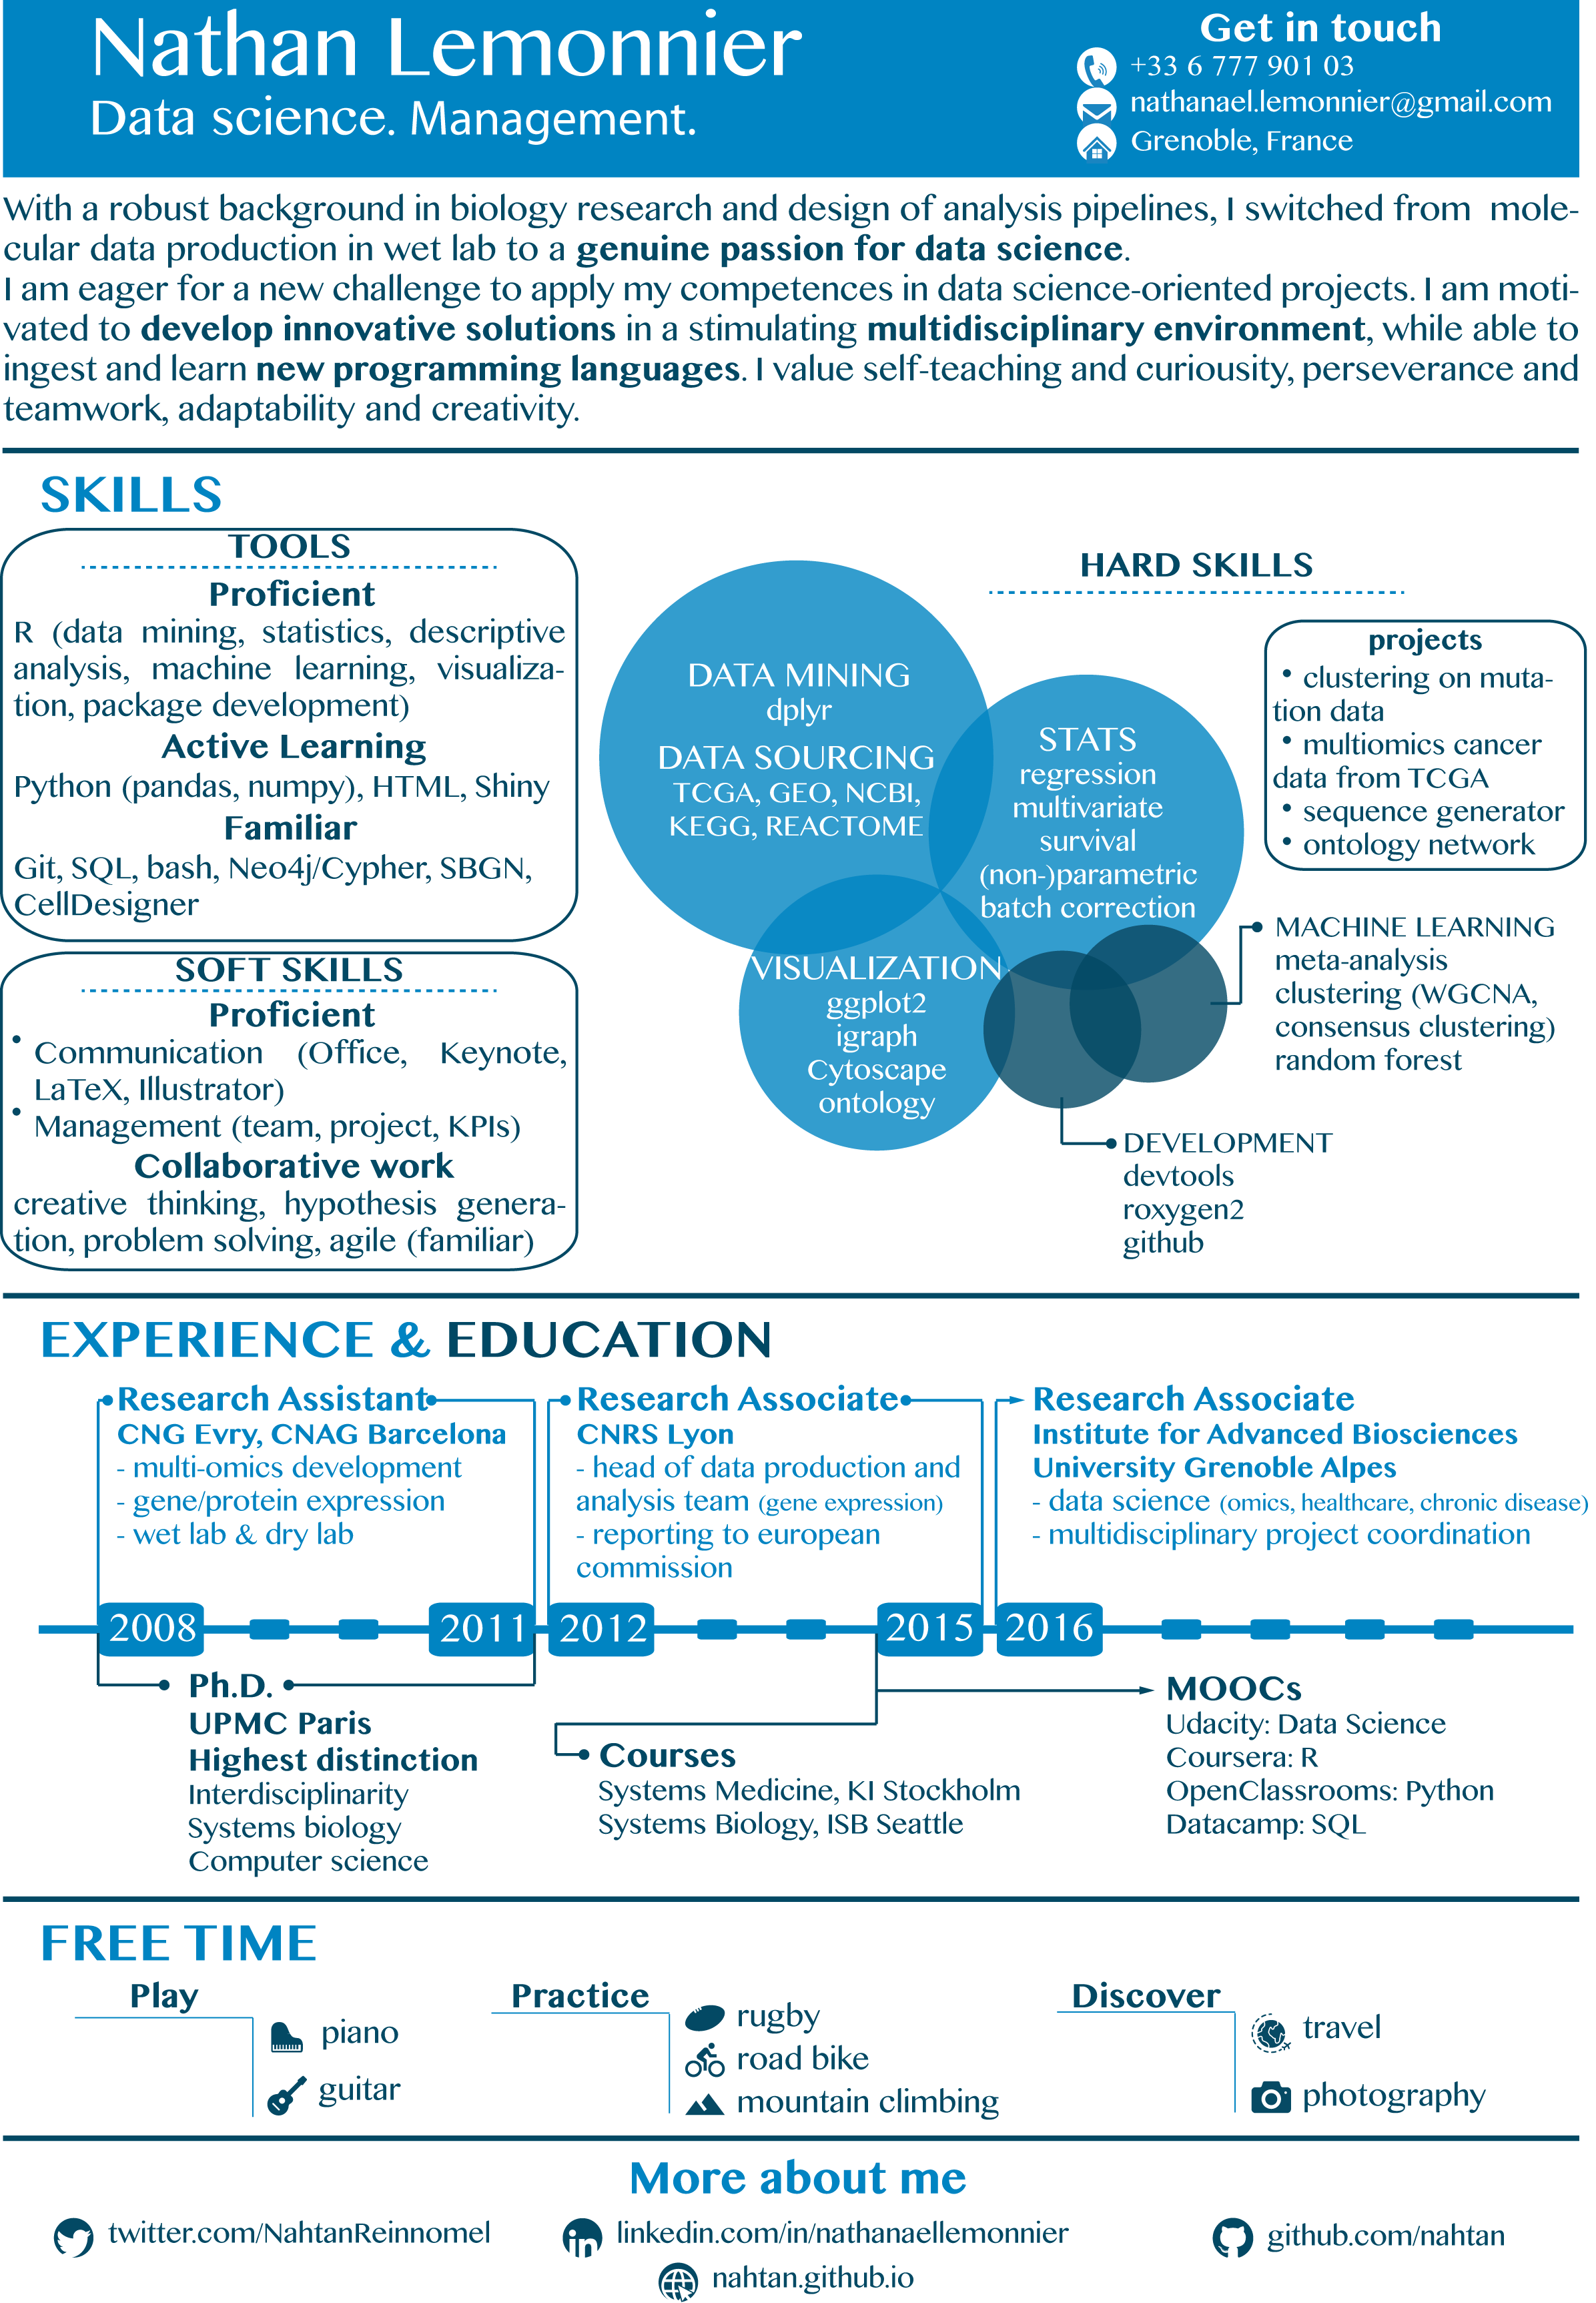 Nathan Lemonnier
Data science. Management.
Get in touch
+33 6 777 901 03
nathanael.lemonnier@gmail.com
Grenoble, France
With a robust background in biology research and design of analysis pipelines, I switched from mole-
cular data production in wet lab to a genuine passion for data science.
I am eager for a new challenge to apply my competences in data science-oriented projects. I am moti-
vated to develop innovative solutions in a stimulating multidisciplinary environment, while able to
ingest and learn new programming languages. I value self-teaching and curiousity, perseverance and
teamwork, adaptability and creativity.
SKILLS
TOOLS
Proficient
R (data mining, statistics, descriptive
analysis, machine learning, visualiza-
tion, package development)
Active Learning
Python (pandas, numpy), HTML, Shiny
Familiar
Git, SQL, bash, Neo4j/Cypher, SBGN,
CellDesigner
SOFT SKILLS
Proficient
• Communication (Office, Keynote,
LaTeX, Illustrator)
• Management (team, project, KPIs)
Collaborative work
creative thinking, hypothesis genera-
tion, problem solving, agile (familiar)
HARD SKILLS
DATA MINING
dplyr
DATA SOURCING
TCGA, GEO, NCBI,
KEGG, REACTOME
STATS
regression
multivariate
survival
(non-)parametric
batch correction
VISUALIZATION
ggplot2
igraph
Cytoscape
ontology
projects
• clustering on muta-
tion data
• multiomics cancer
data from TCGA
• sequence generator
• ontology network
MACHINE LEARNING
meta-analysis
clustering (WGCNA,
consensus clustering)
random forest
DEVELOPMENT
devtools
roxygen2
github
EXPERIENCE & EDUCATION
Research Assistant
CNG Evry, CNAG Barcelona
- multi-omics development
- gene/protein expression
- wet lab & dry lab
Research Associate
CNRS Lyon
- head of data production and
analysis team (gene expression)
- reporting to european
commission
Research Associate
Institute for Advanced Biosciences
University Grenoble Alpes
- data science (omics, healthcare, chronic disease)
- multidisciplinary project coordination
2008 2011 2012 2015 2016
Ph.D.
UPMC Paris
Highest distinction
Interdisciplinarity
Systems biology
Computer science
Courses
Systems Medicine, KI Stockholm
Systems Biology, ISB Seattle
MOOCs
Udacity: Data Science
Coursera: R
OpenClassrooms: Python
Datacamp: SQL
FREE TIME
Play
piano
guitar
Practice
rugby
road bike
mountain climbing
Discover
travel
photography
More about me
twitter.com/NahtanReinnomel
linkedin.com/in/nathanaellemonnier
github.com/nahtan
nahtan.github.io